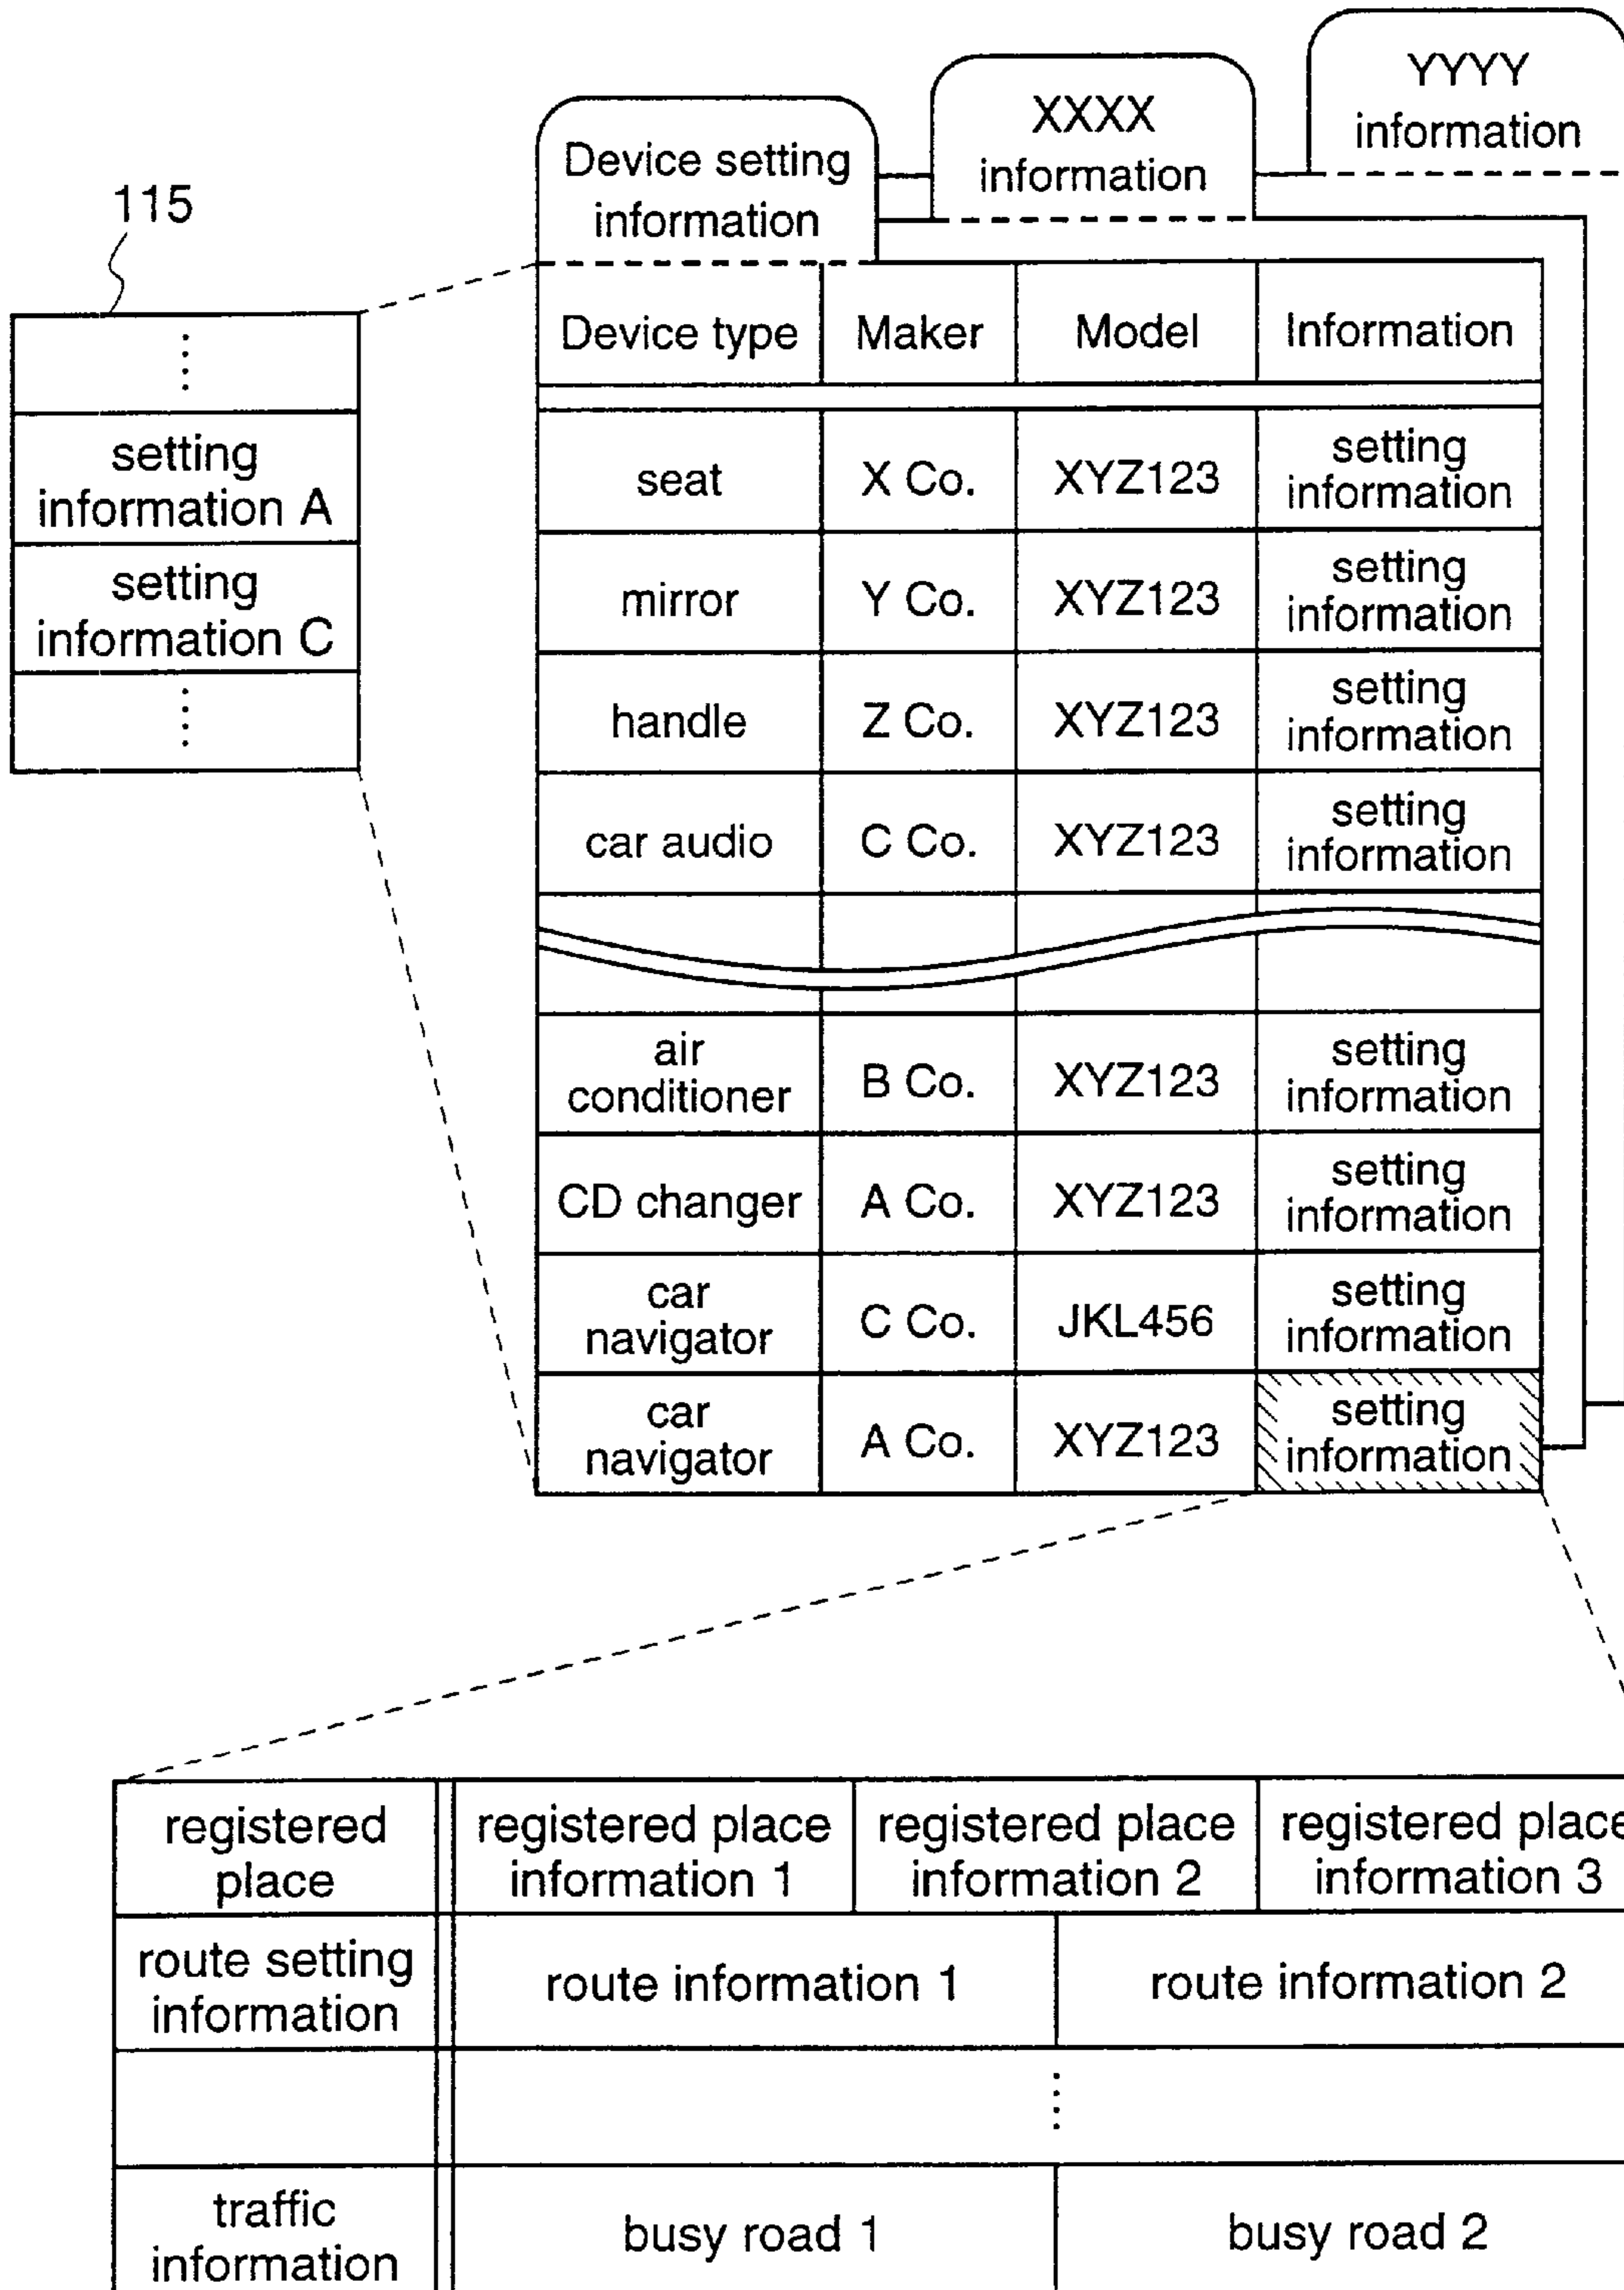 YYYY
information
XXXX
information
Device setting
information
115
⋮
setting
information A
setting
information C
⋮
Device type Maker Model Information
seat X Co. XYZ123 setting
information
mirror Y Co. XYZ123 setting
information
handle Z Co. XYZ123 setting
information
car audio C Co. XYZ123 setting
information
air
conditioner B Co. XYZ123 setting
information
CD changer A Co. XYZ123 setting
information
car
navigator C Co. JKL456 setting
information
car
navigator A Co. XYZ123 setting
information
registered
place
registered place
information 1
registered place
information 2
registered place
information 3
route setting
information
route information 1 route information 2
⋮
traffic
information
busy road 1 busy road 2